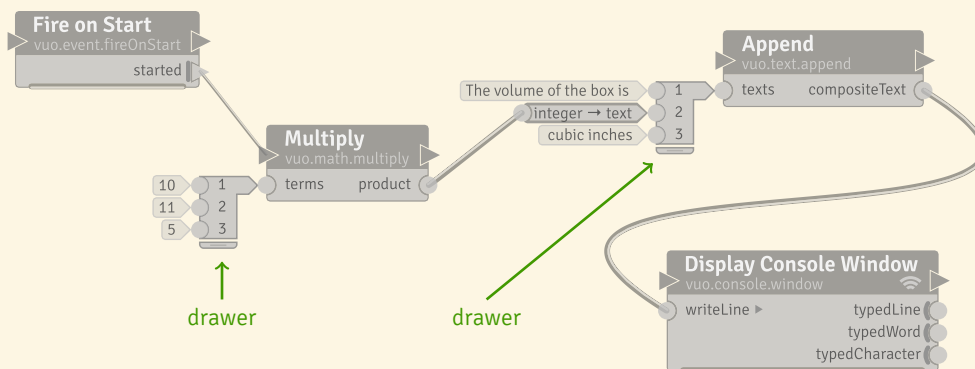 Fire on Start
vuo.event.fireOnStart
started
Multiply
vuo.math.multiply
terms product
10 1
11 2
5 3
drawer
The volume of the box is 1
integer → text 2
cubic inches 3
drawer
Append
vuo.text.append
texts compositeText
Display Console Window
vuo.console.window
writeLine typedLine
typedWord
typedCharacter